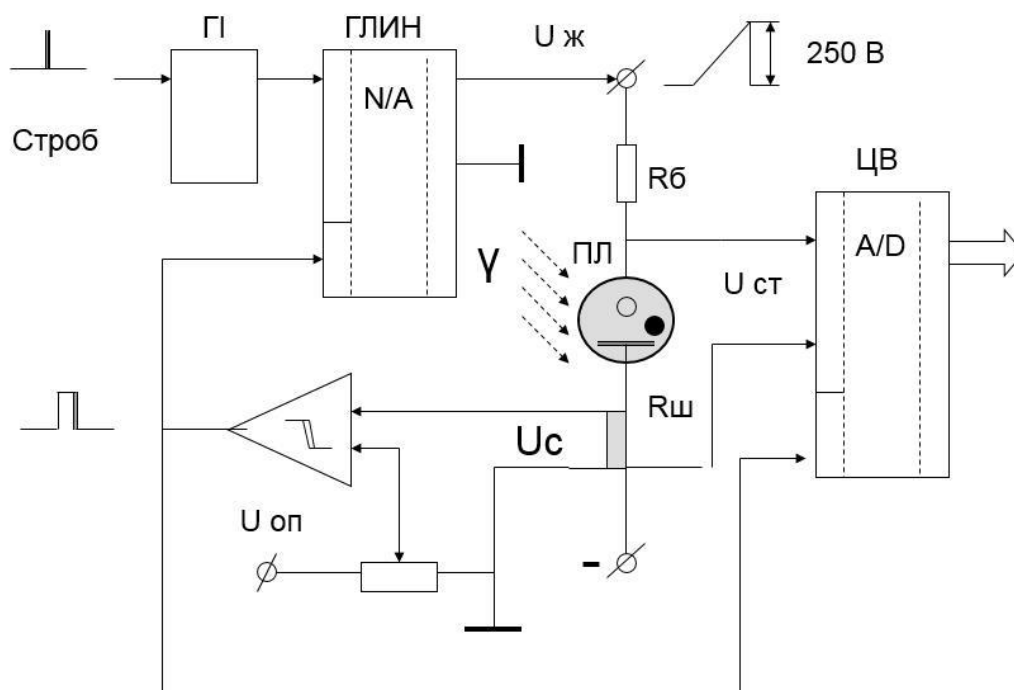 ГІ
ГЛИН
U ж
250 В
N/A
Строб
Rб
ЦВ
γ
ПЛ
A/D
U ст
Rш
Uc
U оп
-